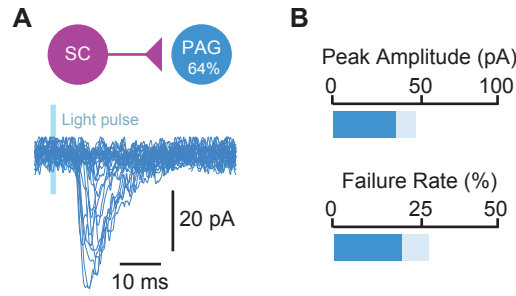 A
SC
PAG
64%
Light pulse
20 pA
10 ms
B
Peak Amplitude (pA)
0 50 100
Failure Rate (%)
0 25 50